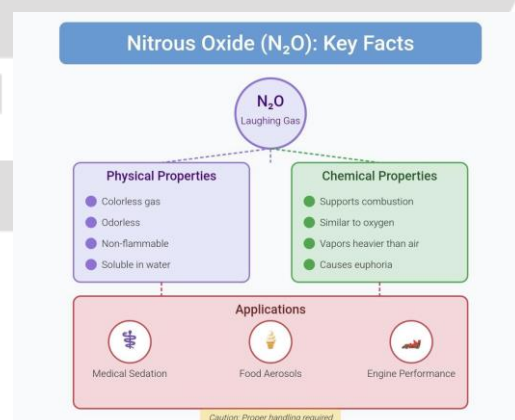 Nitrous Oxide (N₂O): Key Facts
N₂O
Laughing Gas
Physical Properties
Colorless gas
Odorless
Non-flammable
Soluble in water
Chemical Properties
Supports combustion
Similar to oxygen
Vapors heavier than air
Causes euphoria
Applications
Medical Sedation
Food Aerosols
Engine Performance
Caution: Proper handling required